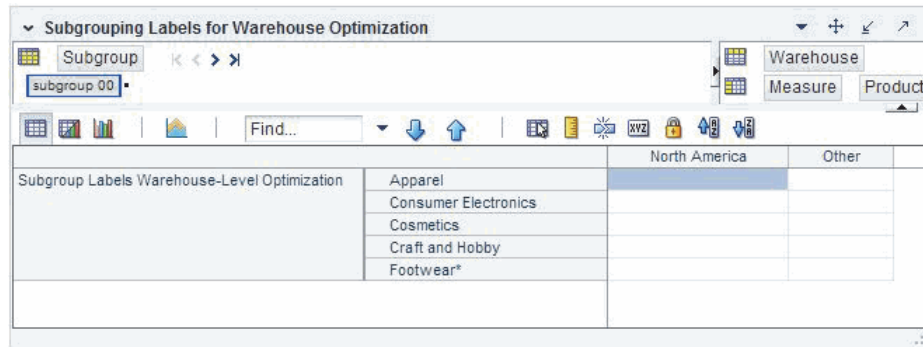 Subgrouping Labels for Warehouse Optimization
Subgroup
Warehouse
subgroup 00
Measure Product
Find...
XYZ
A Z
Z A
North America Other
Subgroup Labels Warehouse-Level Optimization Apparel
Consumer Electronics
Cosmetics
Craft and Hobby
Footwear*